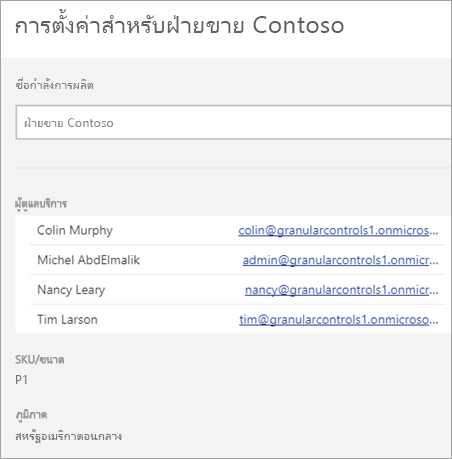 การตั้งค่าสำหรับฝ่ายขาย Contoso
ชื่อกำลังการผลิต
ฝ่ายขาย Contoso
ผู้ดูแลบริการ
Colin Murphy colin@granularcontrols1.onmicros...
Michel AbdElmalik admin@granularcontrols1.onmicr...
Nancy Leary nancy@granularcontrols1.onmicr...
Tim Larson tim@granularcontrols1.onmicroso...
SKU/ขนาด
P1
ภูมิภาค
สหรัฐอเมริกาตอนกลาง